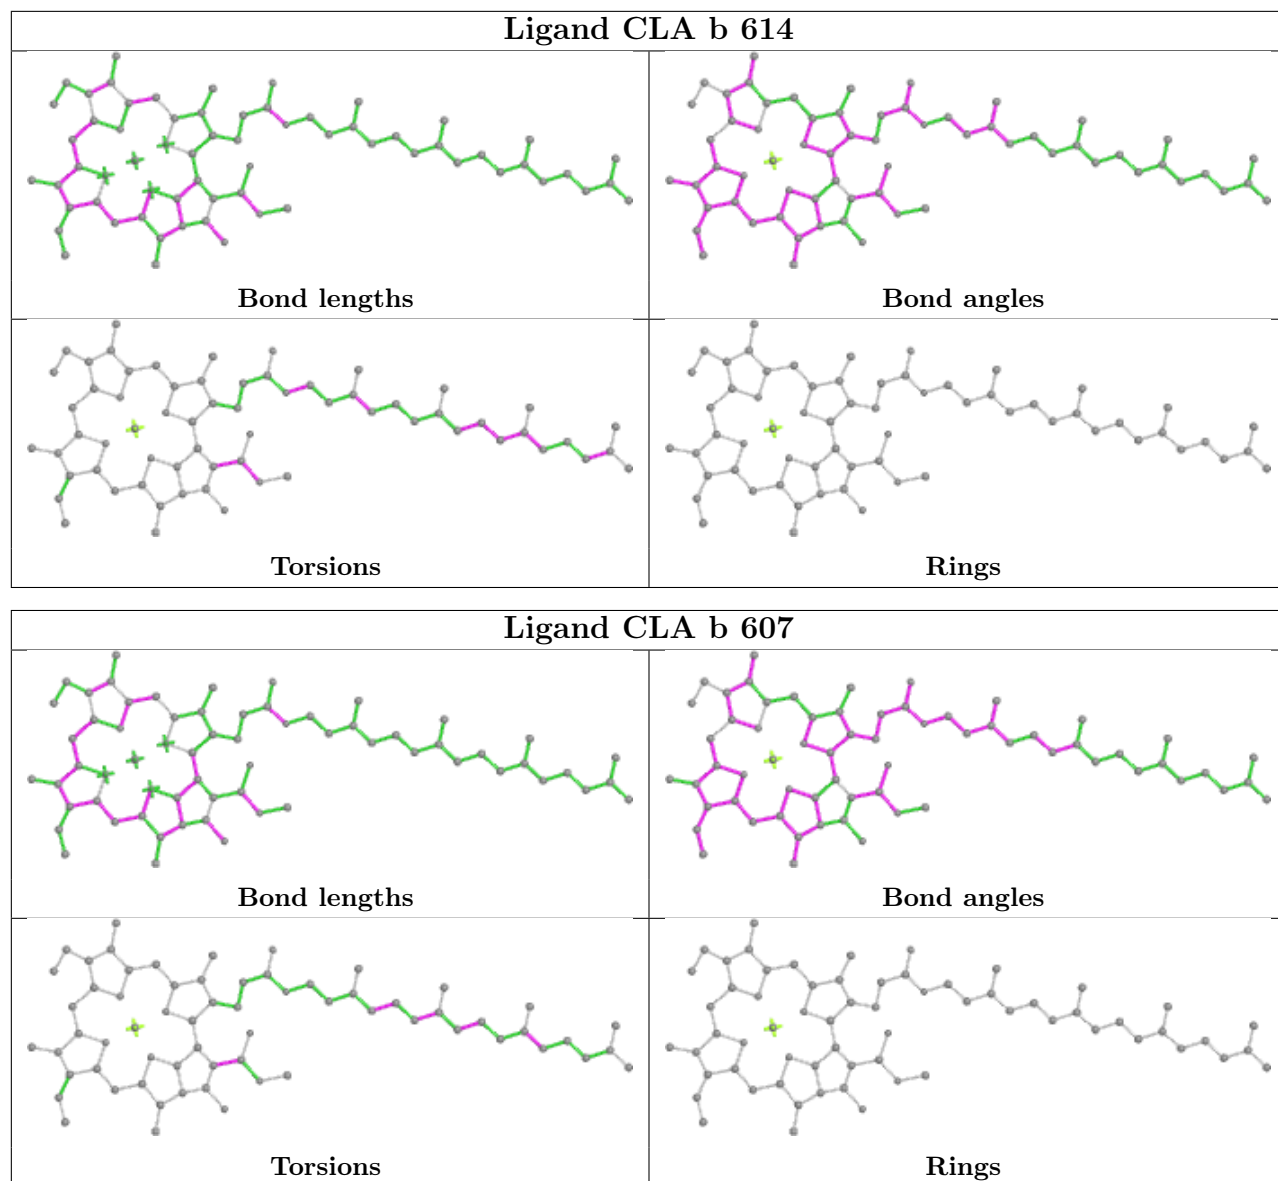 Ligand CLA b 614
Bond lengths
Bond angles
Torsions
Rings
Ligand CLA b 607
Bond lengths
Bond angles
Torsions
Rings